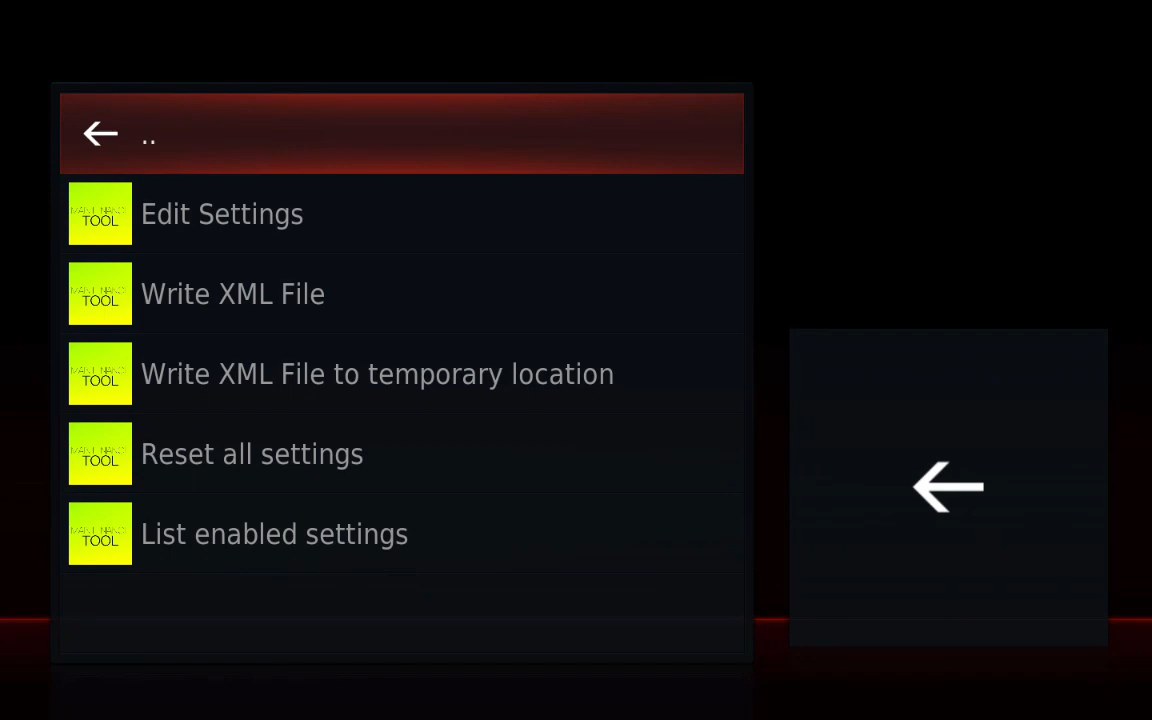 ..
TOOL
Edit Settings
TOOL
Write XML File
TOOL
Write XML File to temporary location
TOOL
Reset all settings
TOOL
List enabled settings